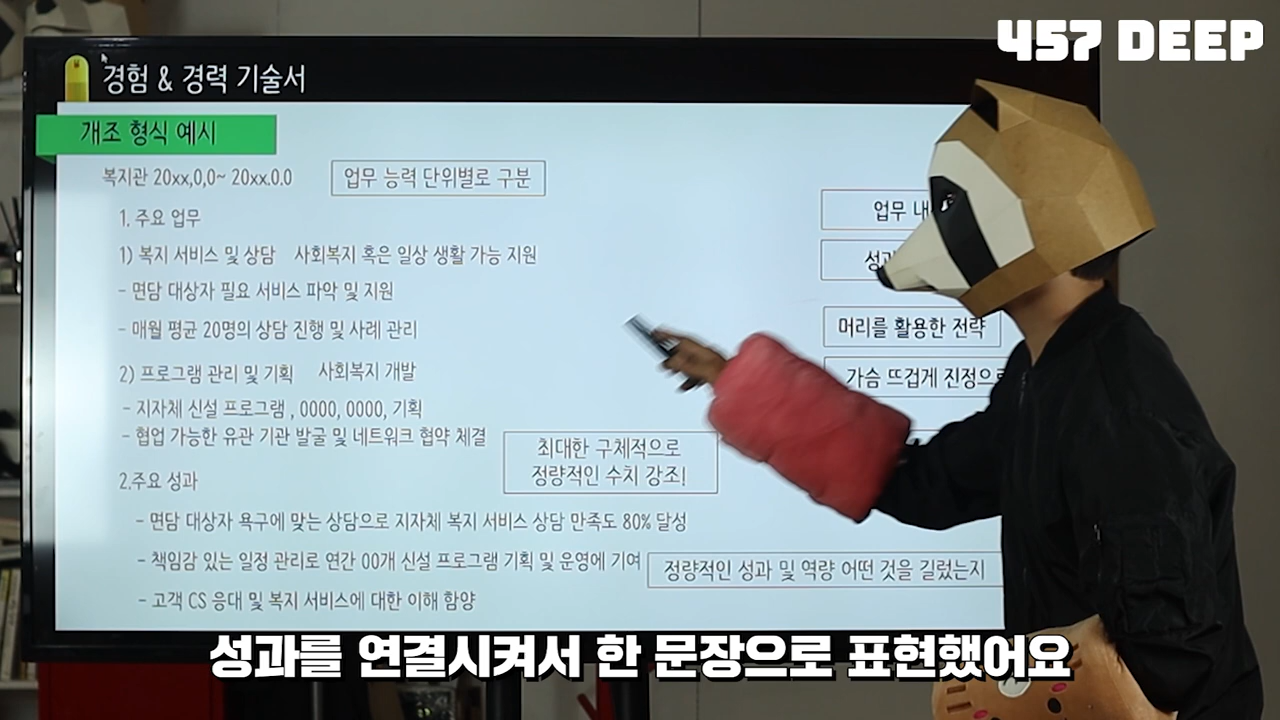 457 DEEP
경험 & 경력 기술서
개조 형식 예시
복지관 20xx,0,0~ 20xx.0.0
업무 능력 단위별로 구분
1. 주요 업무
업무
1) 복지 서비스 및 상담 사회복지 혹은 일상 생활 가능 지원
- 면담 대상자 필요 서비스 파악 및 지원
- 매월 평균 20명의 상담 진행 및 사례 관리
머리를 활용한 전략
2) 프로그램 관리 및 기획 사회복지 개발
가슴 뜨겁게
- 지자체 신설 프로그램 , 0000, 0000, 기획
- 협업 가능한 유관 기관 발굴 및 네트워크 협약 체결
최대한 구체적으로
정량적인 수치 강조!
2.주요 성과
- 면담 대상자 욕구에 맞는 상담으로 지자체 복지 서비스 상담 만족도 80% 달성
- 책임감 있는 일정 관리로 연간 00개 신설 프로그램 기획 및 운영에 기여
정량적인 성과 및 역량 어떤 것을 길렀는지
- 고객 CS 응대 및 복지 서비스에 대한 이해 함양
성과를 연결시켜서 한 문장으로 표현했어요